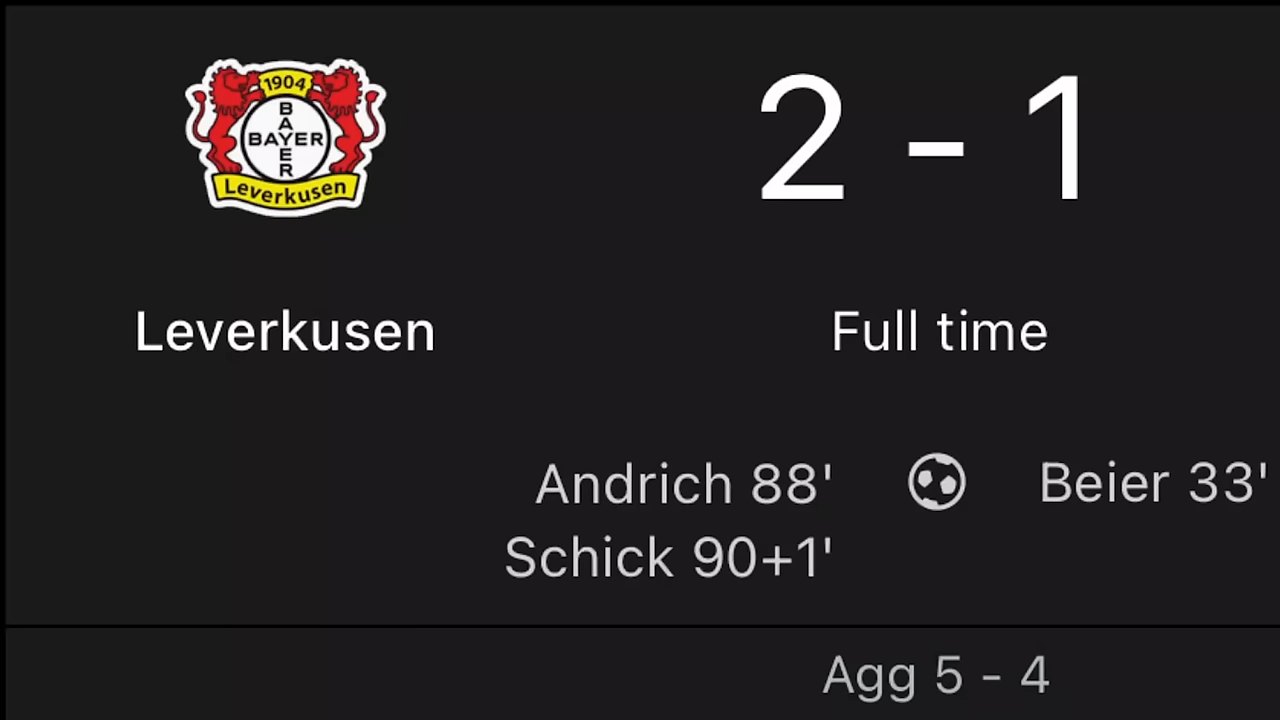 1904
BAYER
BAYER
Leverkusen
2 - 1
Leverkusen
Full time
Andrich 88'
Beier 33'
Schick 90+1'
Agg 5 - 4